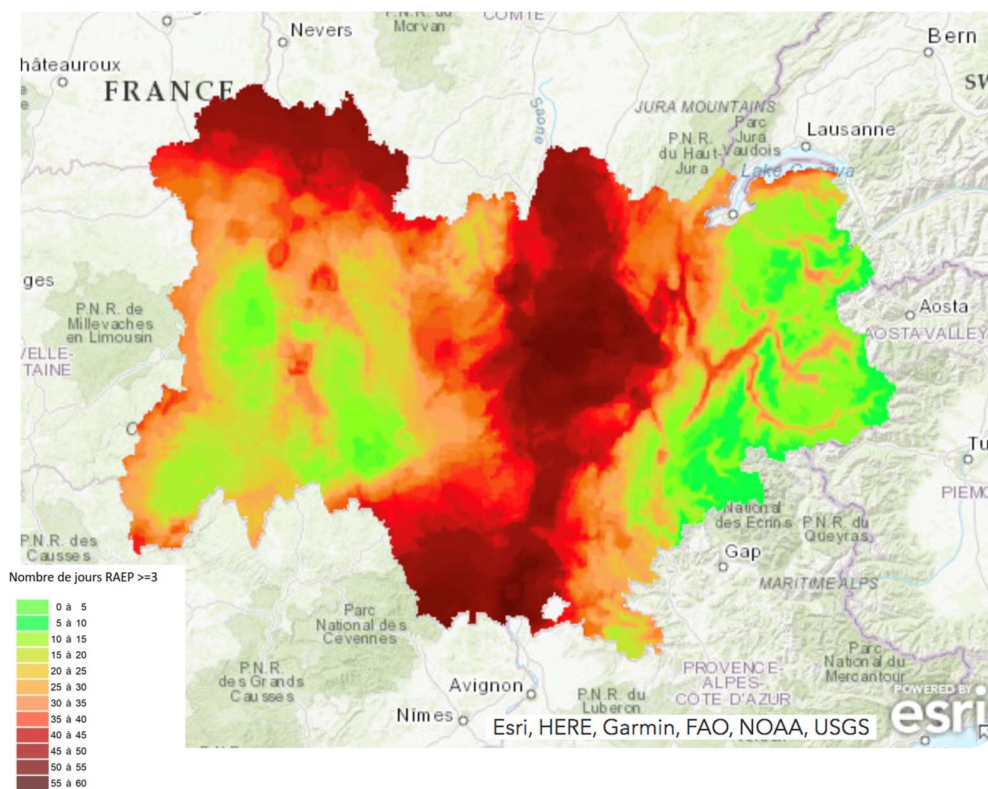 COMTE
P.N.R. du
Morvan
Nevers
hâteauroux
FRANCE
Bern
SW
Saone
JURA MOUNTAINS
Parc
Jura
Vaudois
P.N.R.
du Haut-
Jura
Lausanne
Lake Geneva
ges
P.N.R. de
Millevaches
en Limousin
VELLE-
TAINE
Aosta
AOSTA VALLEY
Tu
PIEM
P.N.R. des
Causses
National
des Ecrins
P.N.R. du
Queyras
Gap
MARITIME ALPS
Nombre de jours RAEP >=3
0 à 5
5 à 10
10 à 15
15 à 20
20 à 25
25 à 30
30 à 35
35 à 40
40 à 45
45 à 50
50 à 55
55 à 60
Parc
National des
Cevennes
P.N.R.
des Grands
Causses
Avignon
Nîmes
P.N.R. du
Luberon
PROVENCE-
ALPES-
CÔTE D'AZUR
Parc
National du
Mercantour
POWERED BY
esri
Esri, HERE, Garmin, FAO, NOAA, USGS